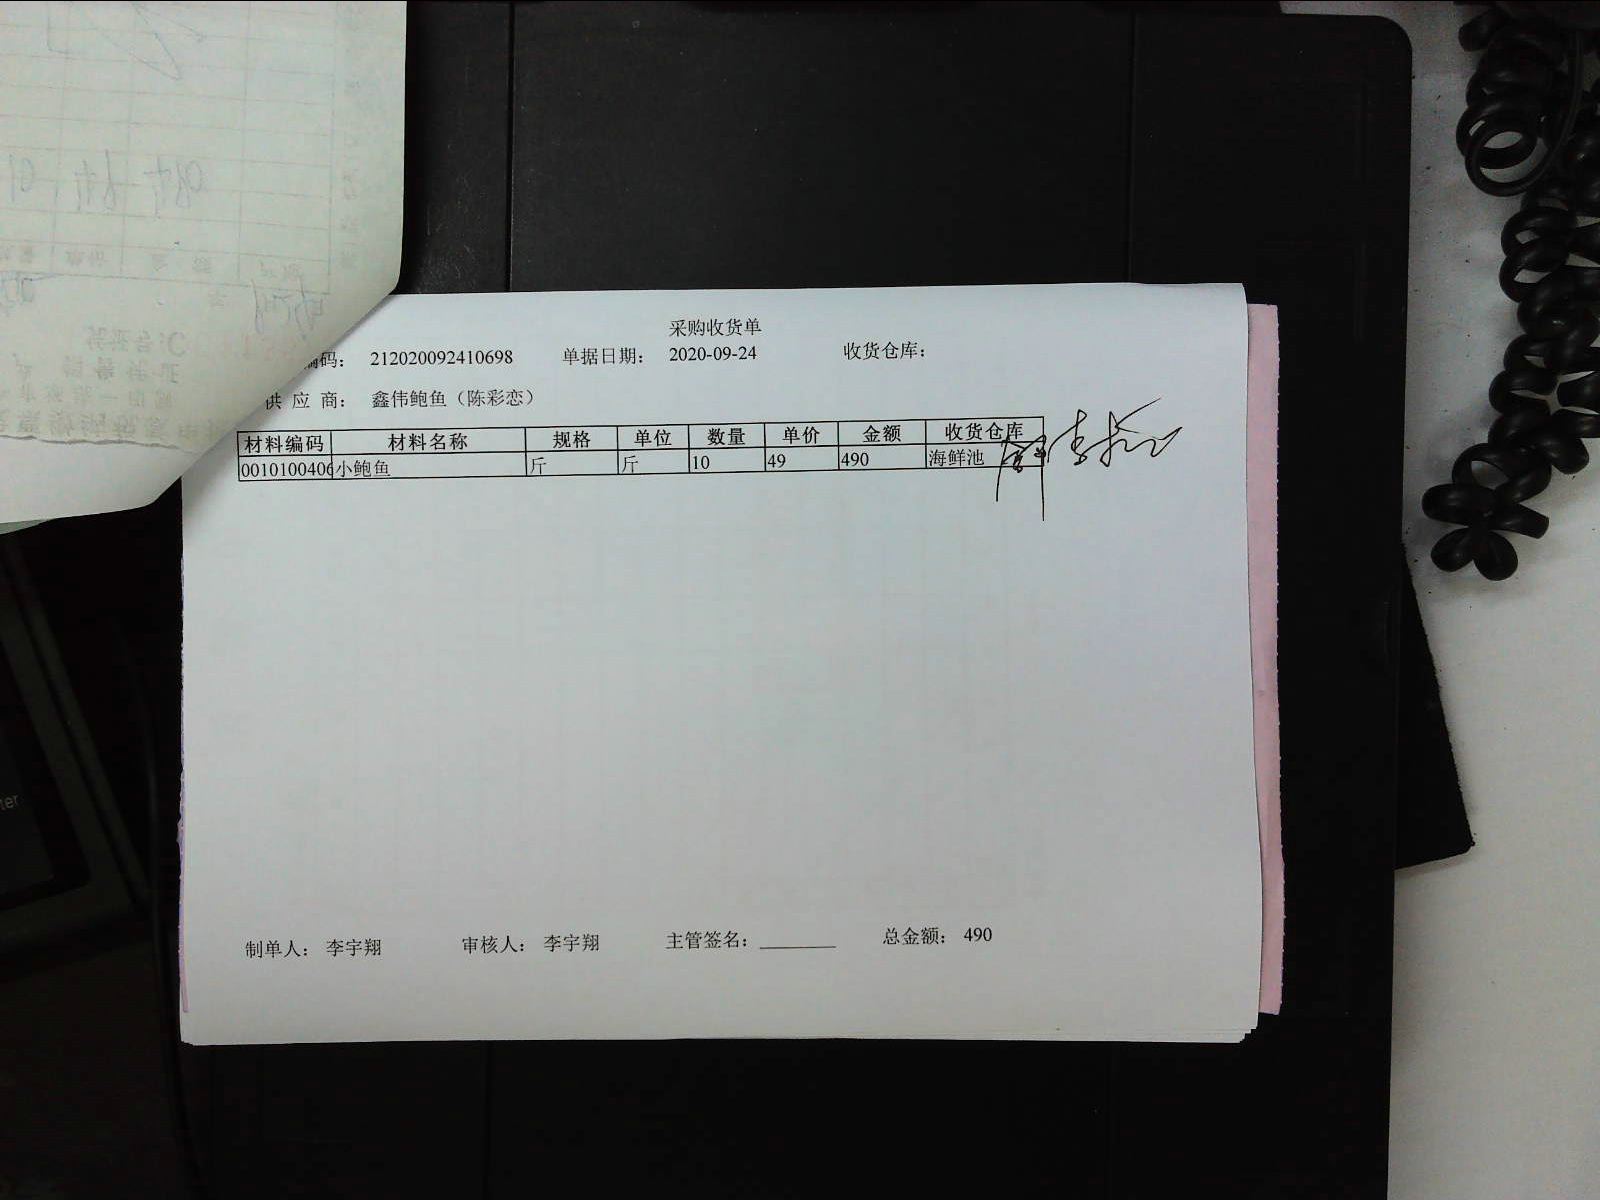 采购收货单
编码： 212020092410698 单据日期： 2020-09-24 收货仓库：
供 应 商： 鑫伟鲍鱼（陈彩恋）
材料编码 材料名称 规格 单位 数量 单价 金额 收货仓库
0010100406 小鲍鱼 斤 斤 10 49 490 海鲜池
制单人： 李宇翔 审核人： 李宇翔 主管签名：________ 总金额： 490